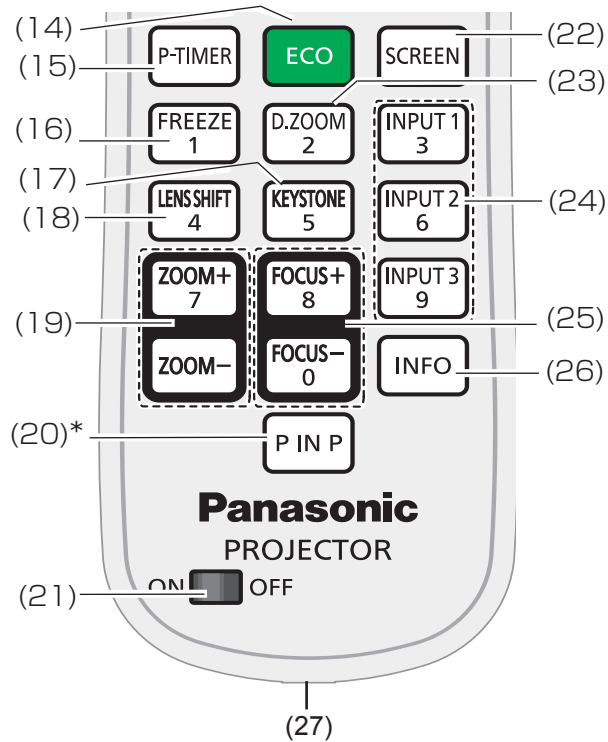 (14)
(15)
P-TIMER
ECO
SCREEN
(22)
(23)
(16)
FREEZE
1
D.ZOOM
2
INPUT 1
3
(17)
(18)
LENS SHIFT
4
KEYSTONE
5
INPUT 2
6
(24)
(19)
ZOOM+
7
FOCUS+
8
INPUT 3
9
(25)
ZOOM−
FOCUS−
0
INFO
(26)
(20)*
P IN P
Panasonic
PROJECTOR
(21)
ON
OFF
(27)